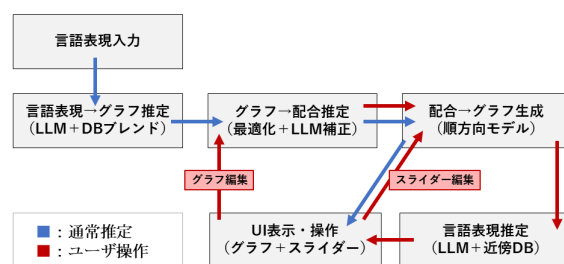 言語表現入力
言語表現→グラフ推定
(LLM+DBブレンド)
グラフ→配合推定
(最適化+LLM補正)
配合→グラフ生成
(順方向モデル)
グラフ編集
スライダー編集
■:通常推定
■:ユーザ操作
UI表示・操作
(グラフ+スライダー)
言語表現推定
(LLM+近傍DB)